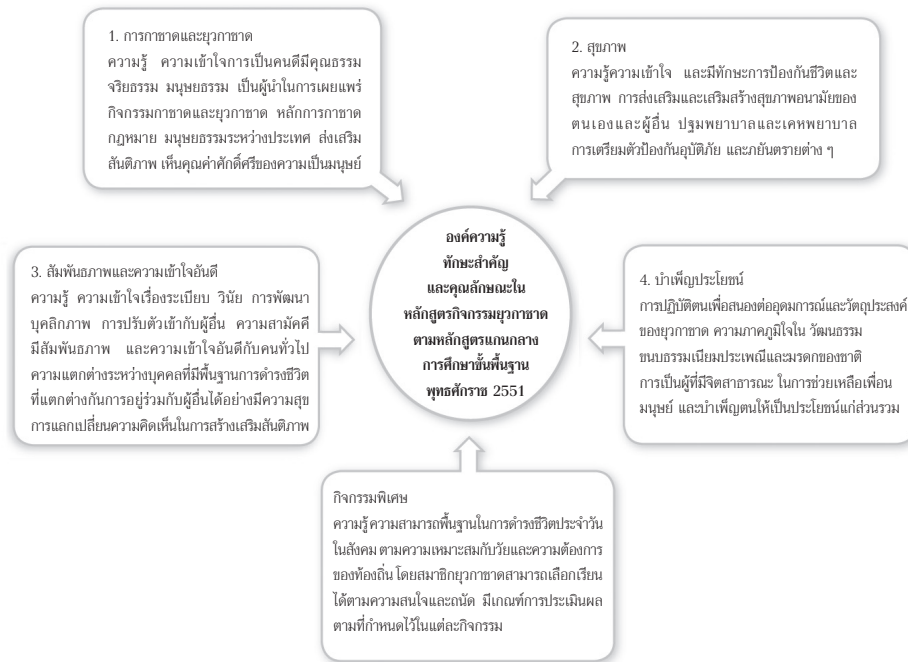 1. การกาชาดและยุวกาชาด
ความรู้ ความเข้าใจการเป็นคนดีมีคุณธรรม
จริยธรรม มนุษยธรรม เป็นผู้นำในการเผยแพร่
กิจกรรมกาชาดและยุวกาชาด หลักการกาชาด
กฎหมาย มนุษยธรรมระหว่างประเทศ ส่งเสริม
สันติภาพ เห็นคุณค่าศักดิ์ศรีของความเป็นมนุษย์
2. สุขภาพ
ความรู้ความเข้าใจ และมีทักษะการป้องกันชีวิตและ
สุขภาพ การส่งเสริมและเสริมสร้างสุขภาพอนามัยของ
ตนเองและผู้อื่น ปฐมพยาบาลและเคหพยาบาล
การเตรียมตัวป้องกันอุบัติภัย และภยันตรายต่าง ๆ
องค์ความรู้
ทักษะสำคัญ
และคุณลักษณะใน
หลักสูตรกิจกรรมยุวกาชาด
ตามหลักสูตรแกนกลาง
การศึกษาขั้นพื้นฐาน
พุทธศักราช 2551
3. สัมพันธภาพและความเข้าใจอันดี
ความรู้ ความเข้าใจเรื่องระเบียบ วินัย การพัฒนา
บุคลิกภาพ การปรับตัวเข้ากับผู้อื่น ความสามัคคี
มีสัมพันธภาพ และความเข้าใจอันดีกับคนทั่วไป
ความแตกต่างระหว่างบุคคลที่มีพื้นฐานการดำรงชีวิต
ที่แตกต่างกันการอยู่ร่วมกับผู้อื่นได้อย่างมีความสุข
การแลกเปลี่ยนความคิดเห็นในการสร้างเสริมสันติภาพ
4. บำเพ็ญประโยชน์
การปฏิบัติตนเพื่อสนองต่ออุดมการณ์และวัตถุประสงค์
ของยุวกาชาด ความภาคภูมิใจใน วัฒนธรรม
ขนบธรรมเนียมประเพณีและมรดกของชาติ
การเป็นผู้ที่มีจิตสาธารณะ ในการช่วยเหลือเพื่อน
มนุษย์ และบำเพ็ญตนให้เป็นประโยชน์แก่ส่วนรวม
กิจกรรมพิเศษ
ความรู้ความสามารถพื้นฐานในการดำรงชีวิตประจำวัน
ในสังคม ตามความเหมาะสมกับวัยและความต้องการ
ของท้องถิ่น โดยสมาชิกยุวกาชาดสามารถเลือกเรียน
ได้ตามความสนใจและถนัด มีเกณฑ์การประเมินผล
ตามที่กำหนดไว้ในแต่ละกิจกรรม